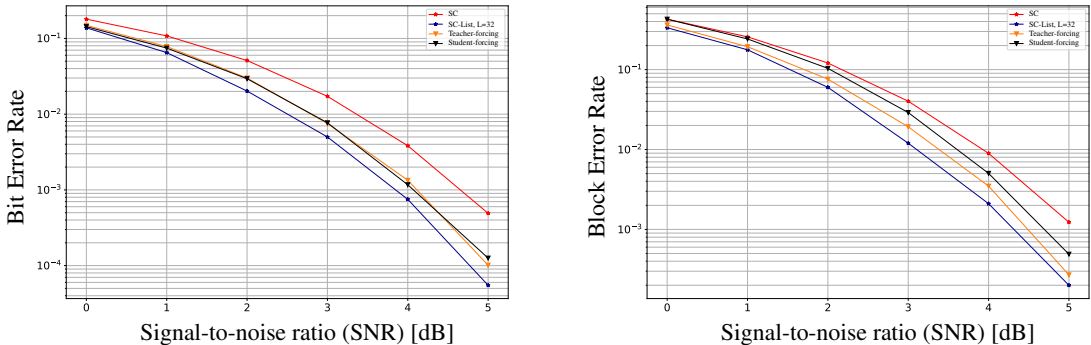 SC
SC-List, L=32
Teacher-forcing
Student-forcing
Bit Error Rate
10⁻¹
10⁻²
10⁻³
10⁻⁴
0 1 2 3 4 5
Signal-to-noise ratio (SNR) [dB]
SC
SC-List, L=32
Teacher-forcing
Student-forcing
Block Error Rate
10⁻¹
10⁻²
10⁻³
0 1 2 3 4 5
Signal-to-noise ratio (SNR) [dB]